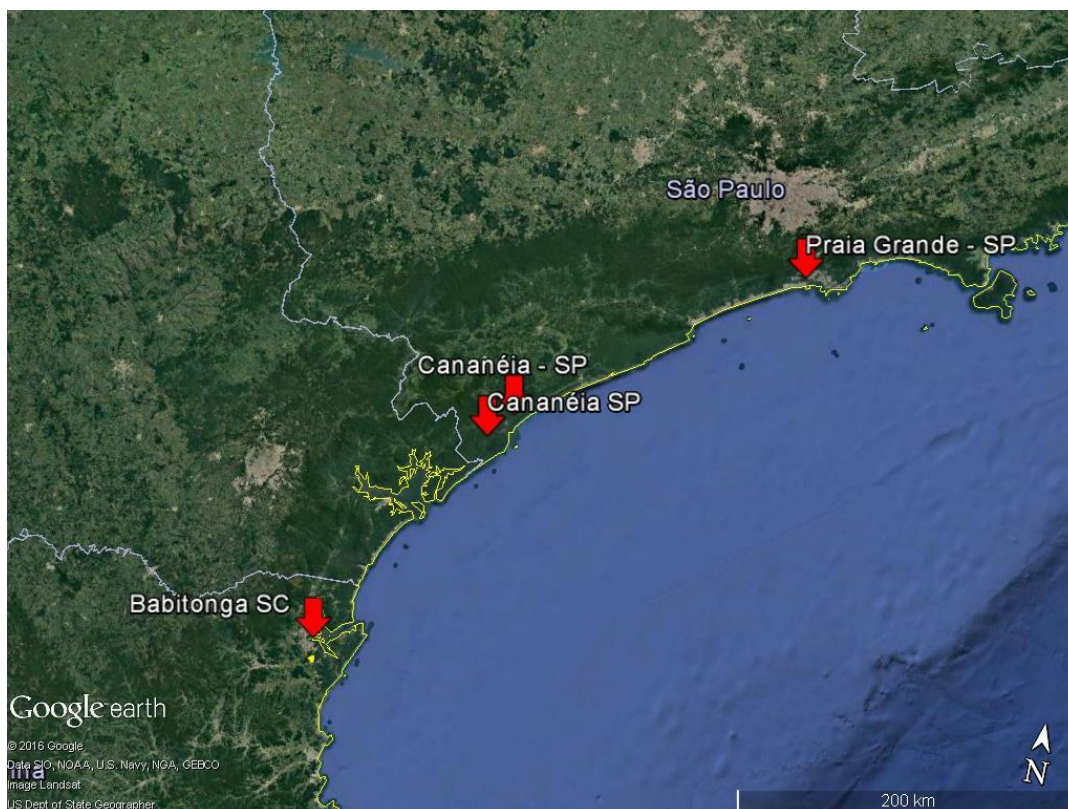 São Paulo
Praia Grande - SP
Cananéia - SP
Cananéia SP
Babitonga SC
Google earth
© 2016 Google
Data SIO, NOAA, U.S. Navy, NGA, GEBCO
Image Landsat
US Dept of State Geographer
N
200 km